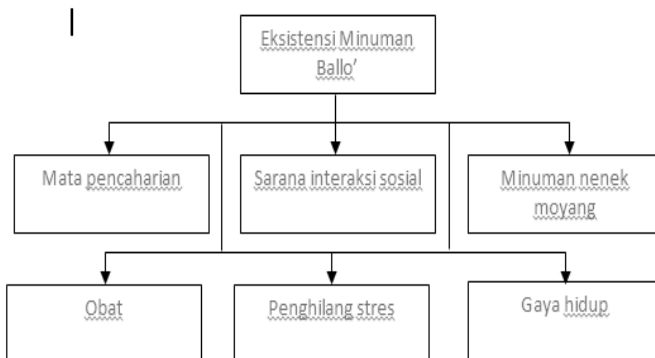 Eksistensi Minuman
Ballo’
Mata pencaharian
Sarana interaksi sosial
Minuman nenek
moyang
Obat
Penghilang stres
Gaya hidup